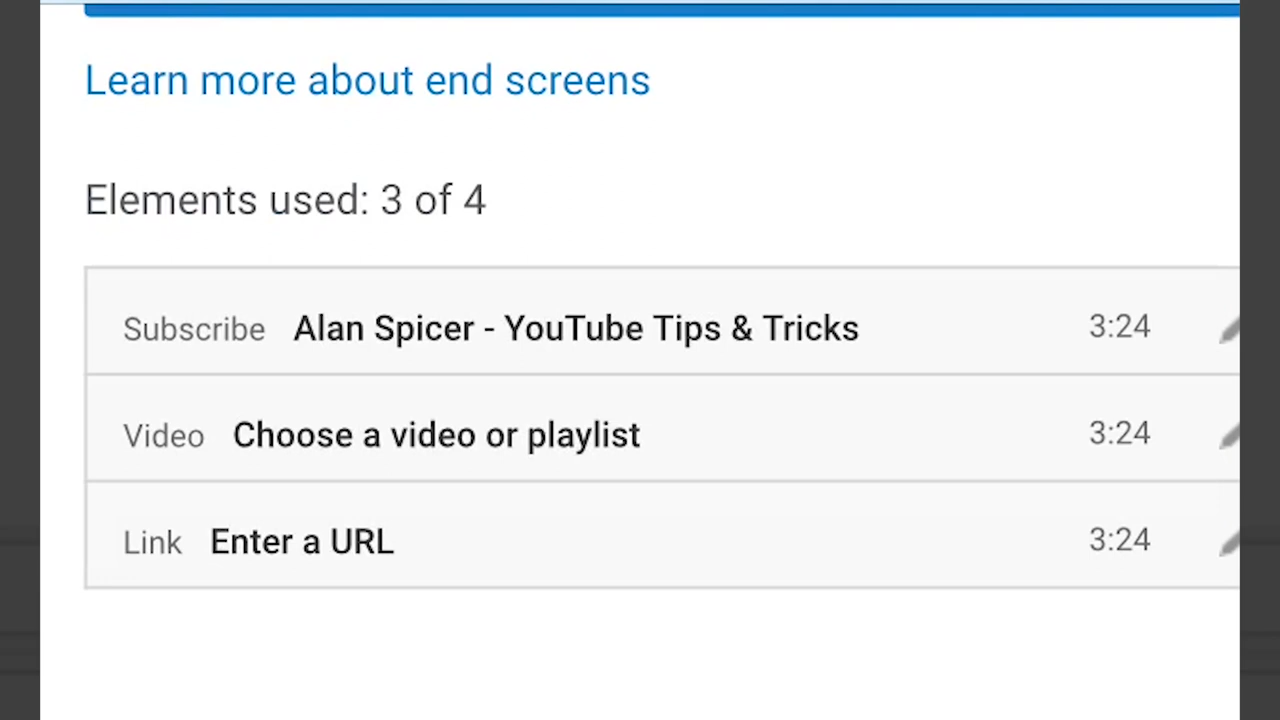 Learn more about end screens
Elements used: 3 of 4
Subscribe Alan Spicer - YouTube Tips & Tricks 3:24
Video Choose a video or playlist 3:24
Link Enter a URL 3:24